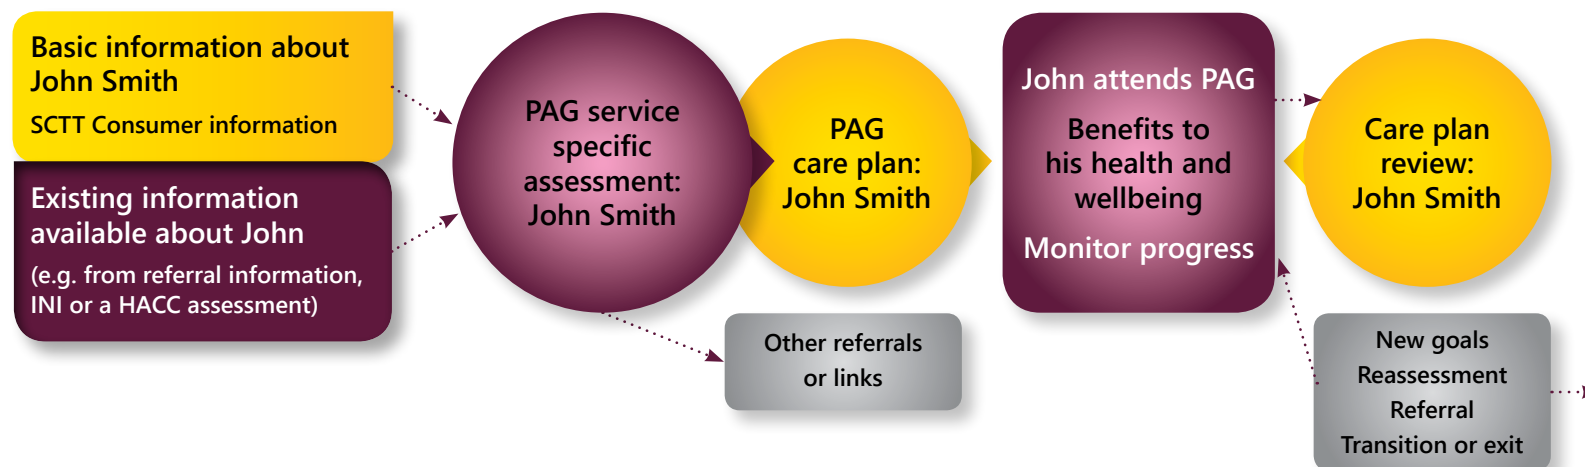 Basic information about
John Smith
SCTT Consumer information
Existing information
available about John
(e.g. from referral information,
INI or a HACC assessment)
PAG service
specific
assessment:
John Smith
PAG
care plan:
John Smith
Other referrals
or links
John attends PAG
Benefits to
his health and
wellbeing
Monitor progress
Care plan
review:
John Smith
New goals
Reassessment
Referral
Transition or exit